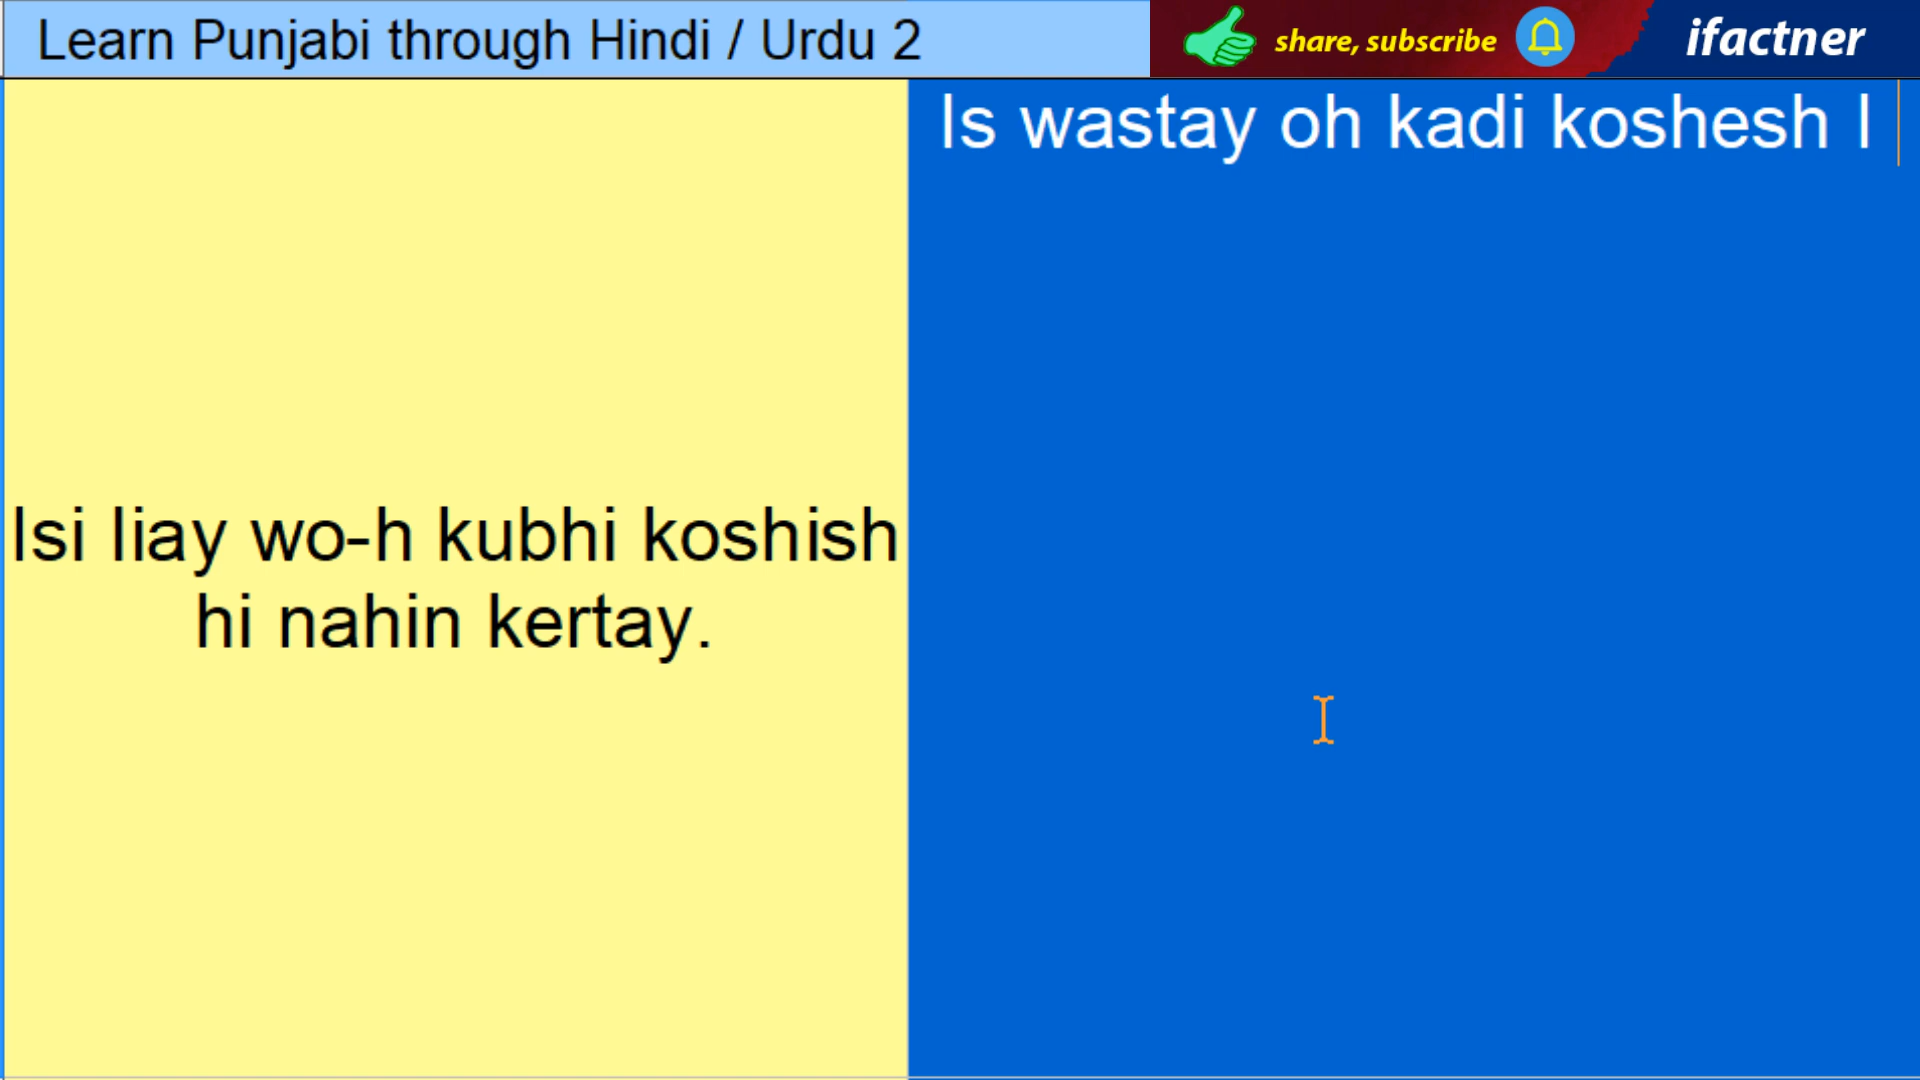 Learn Punjabi through Hindi / Urdu 2
share, subscribe
ifactner
Is wastay oh kadi koshesh I
Isi liay wo-h kubhi koshish
hi nahin kertay.